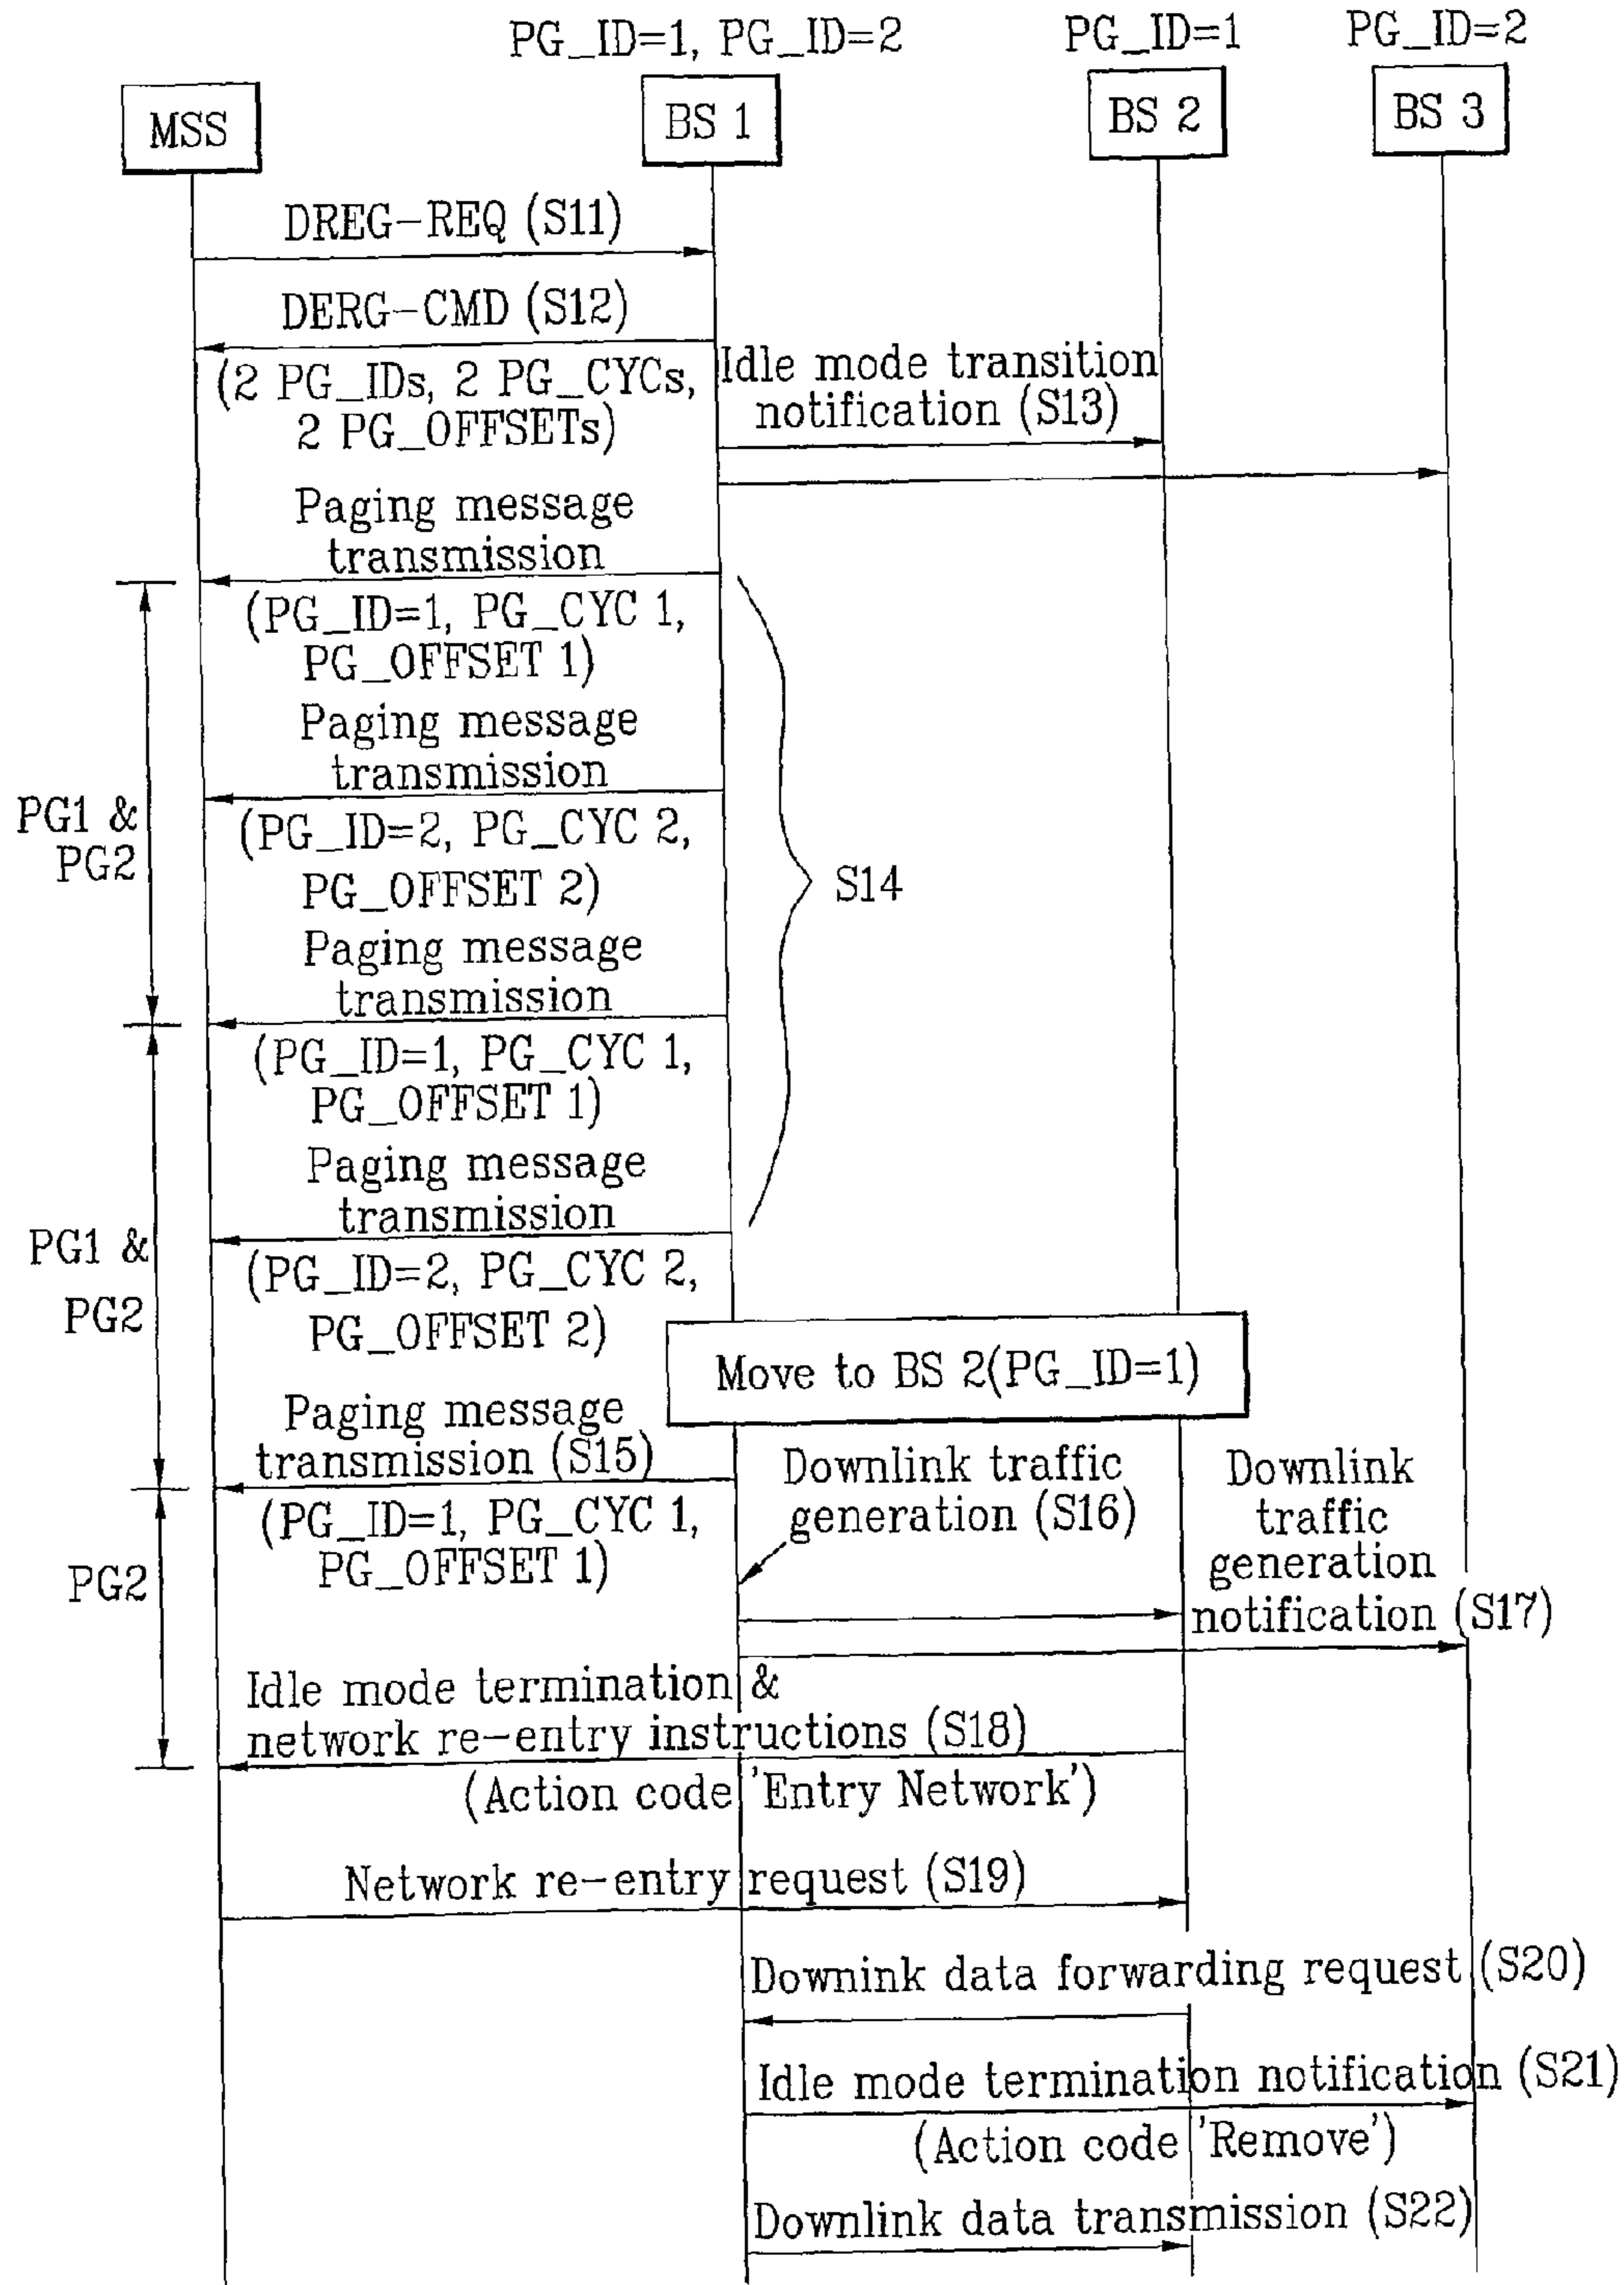 PG_ID=1, PG_ID=2
PG_ID=1
PG_ID=2
MSS
BS 1
BS 2
BS 3
DREG-REQ (S11)
DERG-CMD (S12)
(2 PG_IDs, 2 PG_CYCs,
2 PG_OFFSETs)
Idle mode transition
notification (S13)
Paging message
transmission
(PG_ID=1, PG_CYC 1,
PG_OFFSET 1)
Paging message
transmission
PG1 &
PG2
(PG_ID=2, PG_CYC 2,
PG_OFFSET 2)
S14
Paging message
transmission
(PG_ID=1, PG_CYC 1,
PG_OFFSET 1)
Paging message
transmission
PG1 &
PG2
(PG_ID=2, PG_CYC 2,
PG_OFFSET 2)
Move to BS 2(PG_ID=1)
Paging message
transmission (S15)
(PG_ID=1, PG_CYC 1,
PG_OFFSET 1)
Downlink traffic
generation (S16)
Downlink
traffic
generation
notification (S17)
PG2
Idle mode termination &
network re-entry instructions (S18)
(Action code 'Entry Network')
Network re-entry request (S19)
Downink data forwarding request (S20)
Idle mode termination notification (S21)
(Action code 'Remove')
Downlink data transmission (S22)